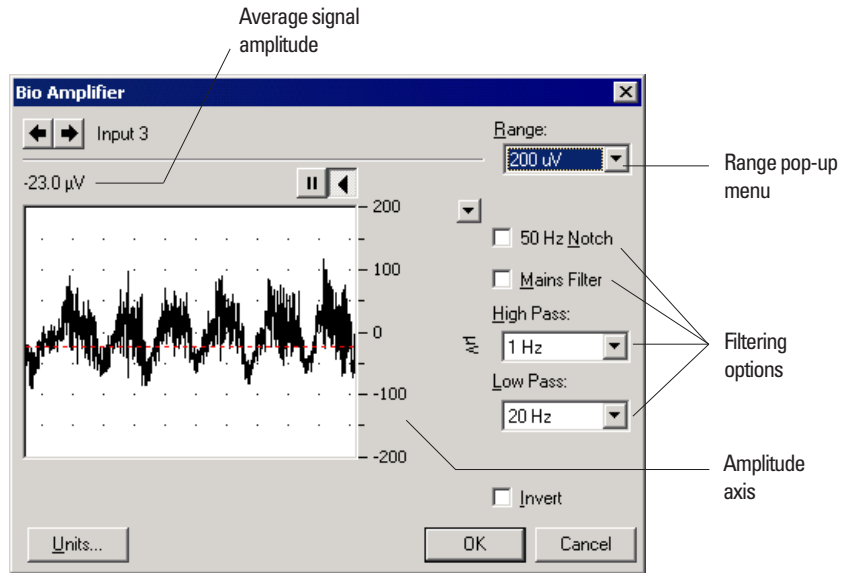 Average signal
amplitude
Bio Amplifier
Input 3
Range:
200 uV
Range pop-up
menu
-23.0 µV
200
100
0
-100
-200
µV
50 Hz Notch
Mains Filter
High Pass:
1 Hz
Low Pass:
20 Hz
Filtering
options
Amplitude
axis
Invert
Units...
OK
Cancel